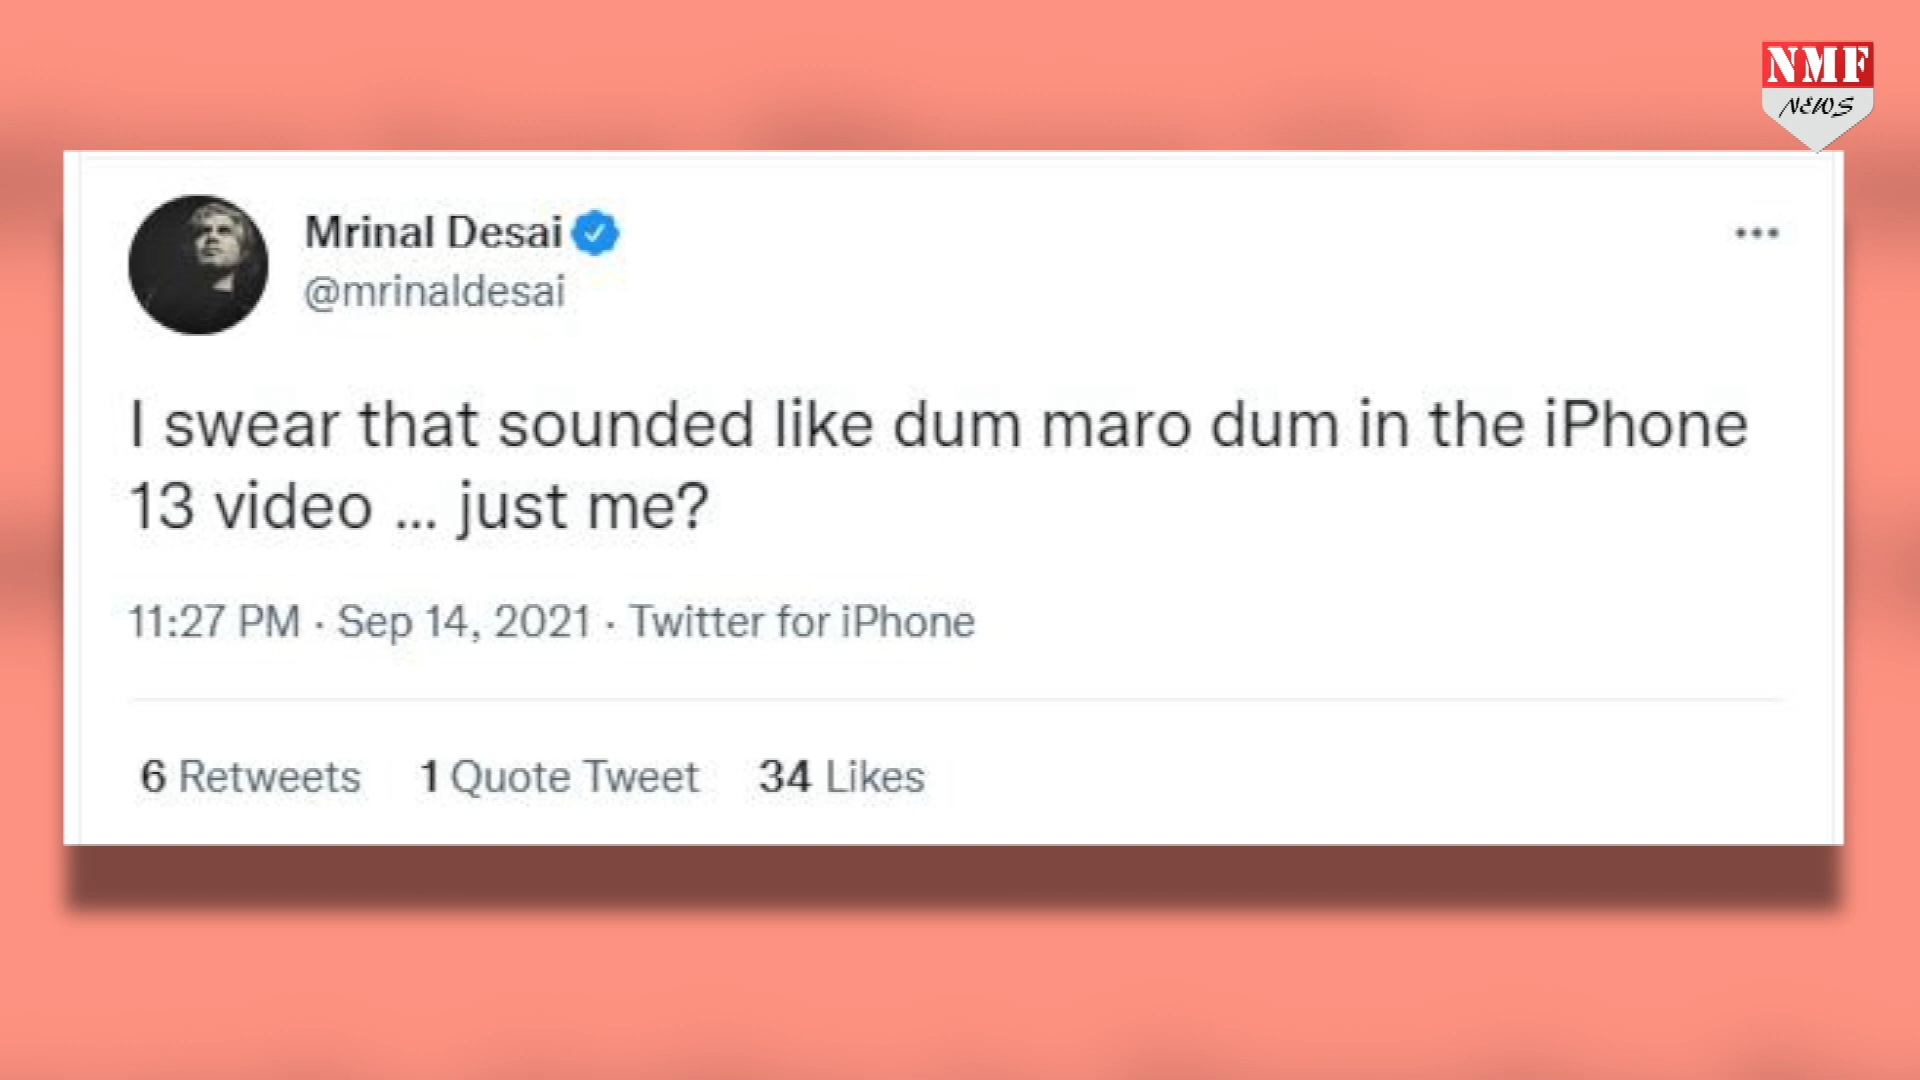 NMF
NEWS
Mrinal Desai
@mrinaldesai
I swear that sounded like dum maro dum in the iPhone
13 video ... just me?
11:27 PM · Sep 14, 2021 · Twitter for iPhone
6 Retweets 1 Quote Tweet 34 Likes